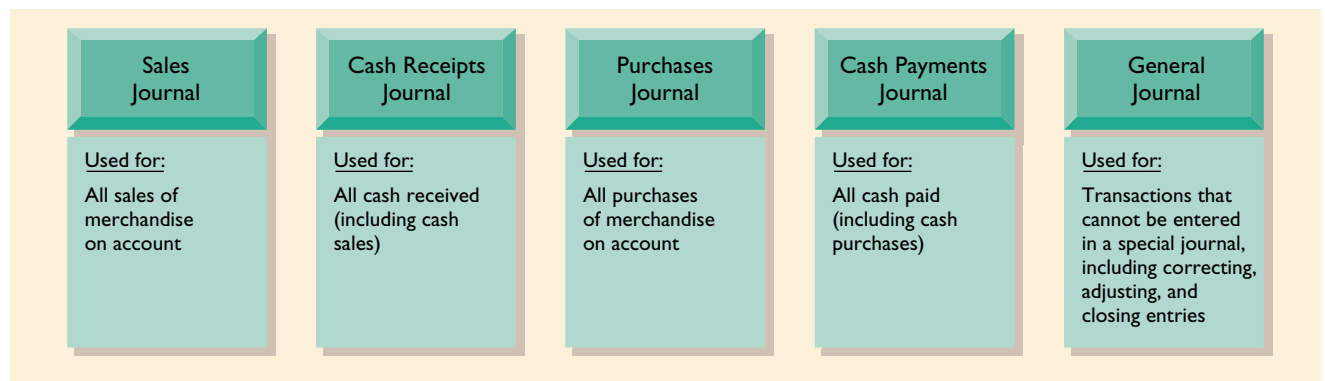 Sales
Journal
Used for:
All sales of
merchandise
on account
Cash Receipts
Journal
Used for:
All cash received
(including cash
sales)
Purchases
Journal
Used for:
All purchases
of merchandise
on account
Cash Payments
Journal
Used for:
All cash paid
(including cash
purchases)
General
Journal
Used for:
Transactions that
cannot be entered
in a special journal,
including correcting,
adjusting, and
closing entries